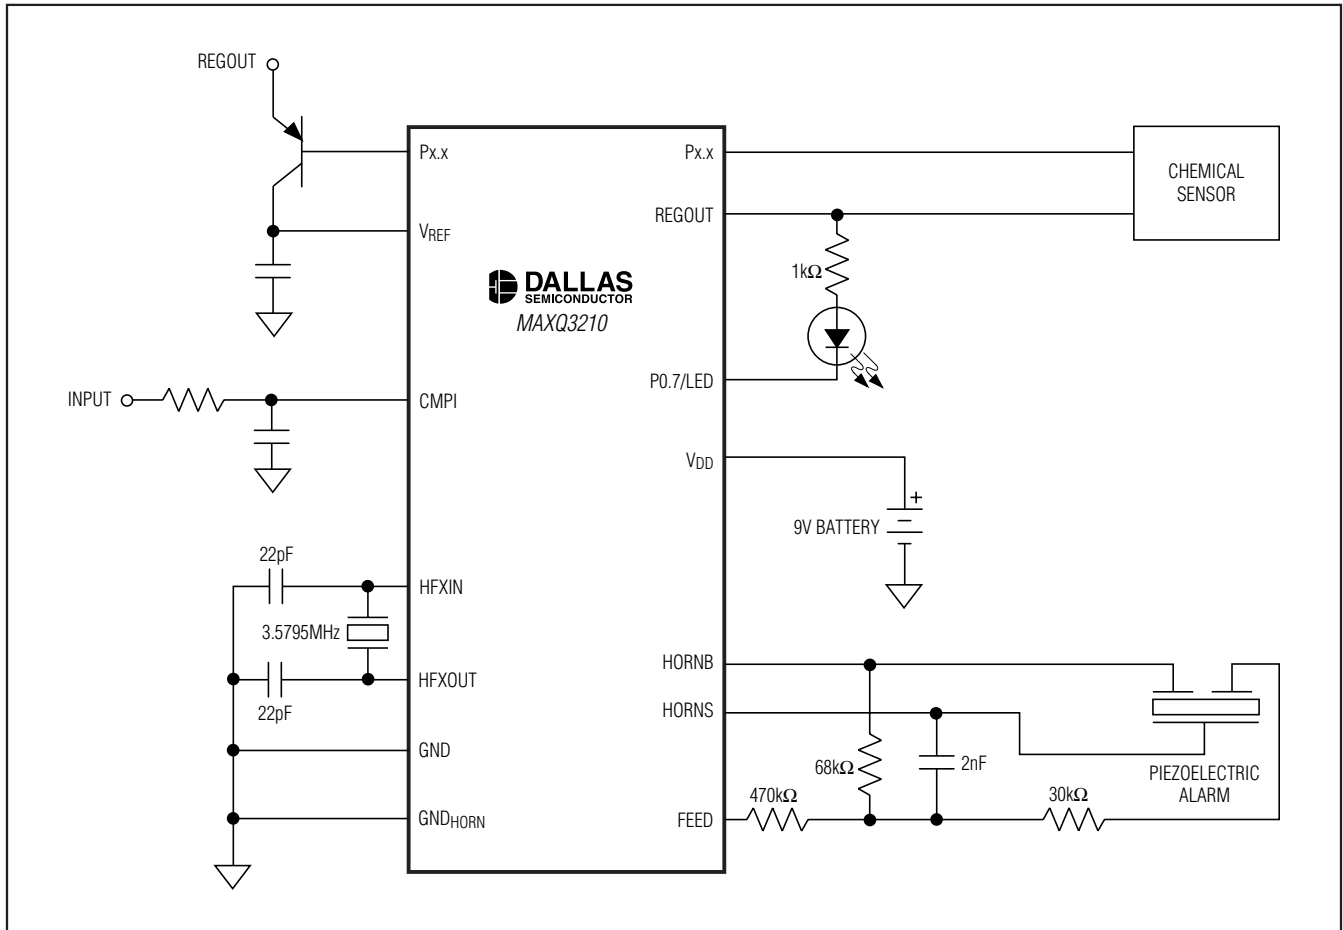 REGOUT
Px.x
VREF
INPUT
CMPI
22pF
HFXIN
3.5795MHz
HFXOUT
22pF
GND
GNDHORN
DALLAS
SEMICONDUCTOR
MAXQ3210
Px.x
REGOUT
CHEMICAL
SENSOR
1kΩ
P0.7/LED
VDD
+
9V BATTERY
HORNB
HORNS
68kΩ
2nF
PIEZOELECTRIC
ALARM
470kΩ
30kΩ
FEED